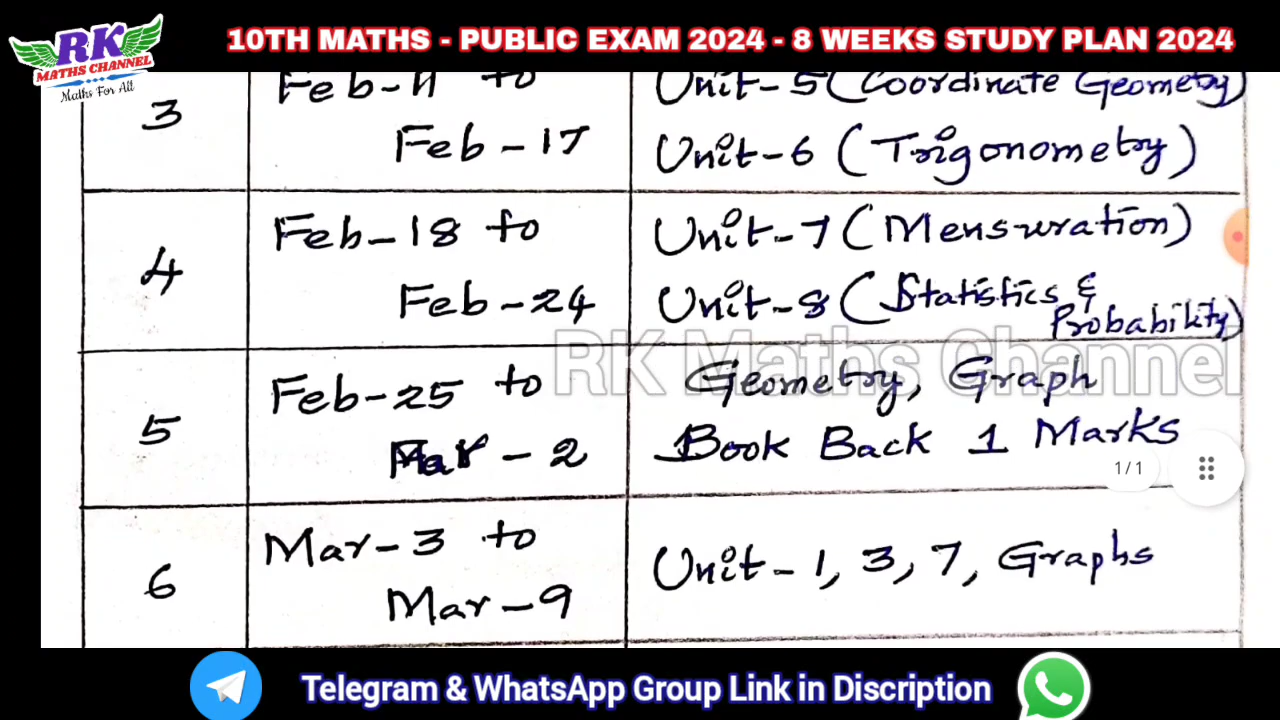 RK
MATHS CHANNEL
Maths For All
10TH MATHS - PUBLIC EXAM 2024 - 8 WEEKS STUDY PLAN 2024
3
Feb-11 to
Feb-17
Unit-5 (Coordinate Geometry)
Unit-6 (Trigonometry)
4
Feb-18 to
Feb-24
Unit-7 (Mensuration)
Unit-8 (Statistics &
Probability)
RK Maths Channel
5
Feb-25 to
Mar-2
Geometry, Graph
Book Back 1 Marks
1/1
6
Mar-3 to
Mar-9
Unit-1, 3, 7, Graphs
Telegram & WhatsApp Group Link in Discription